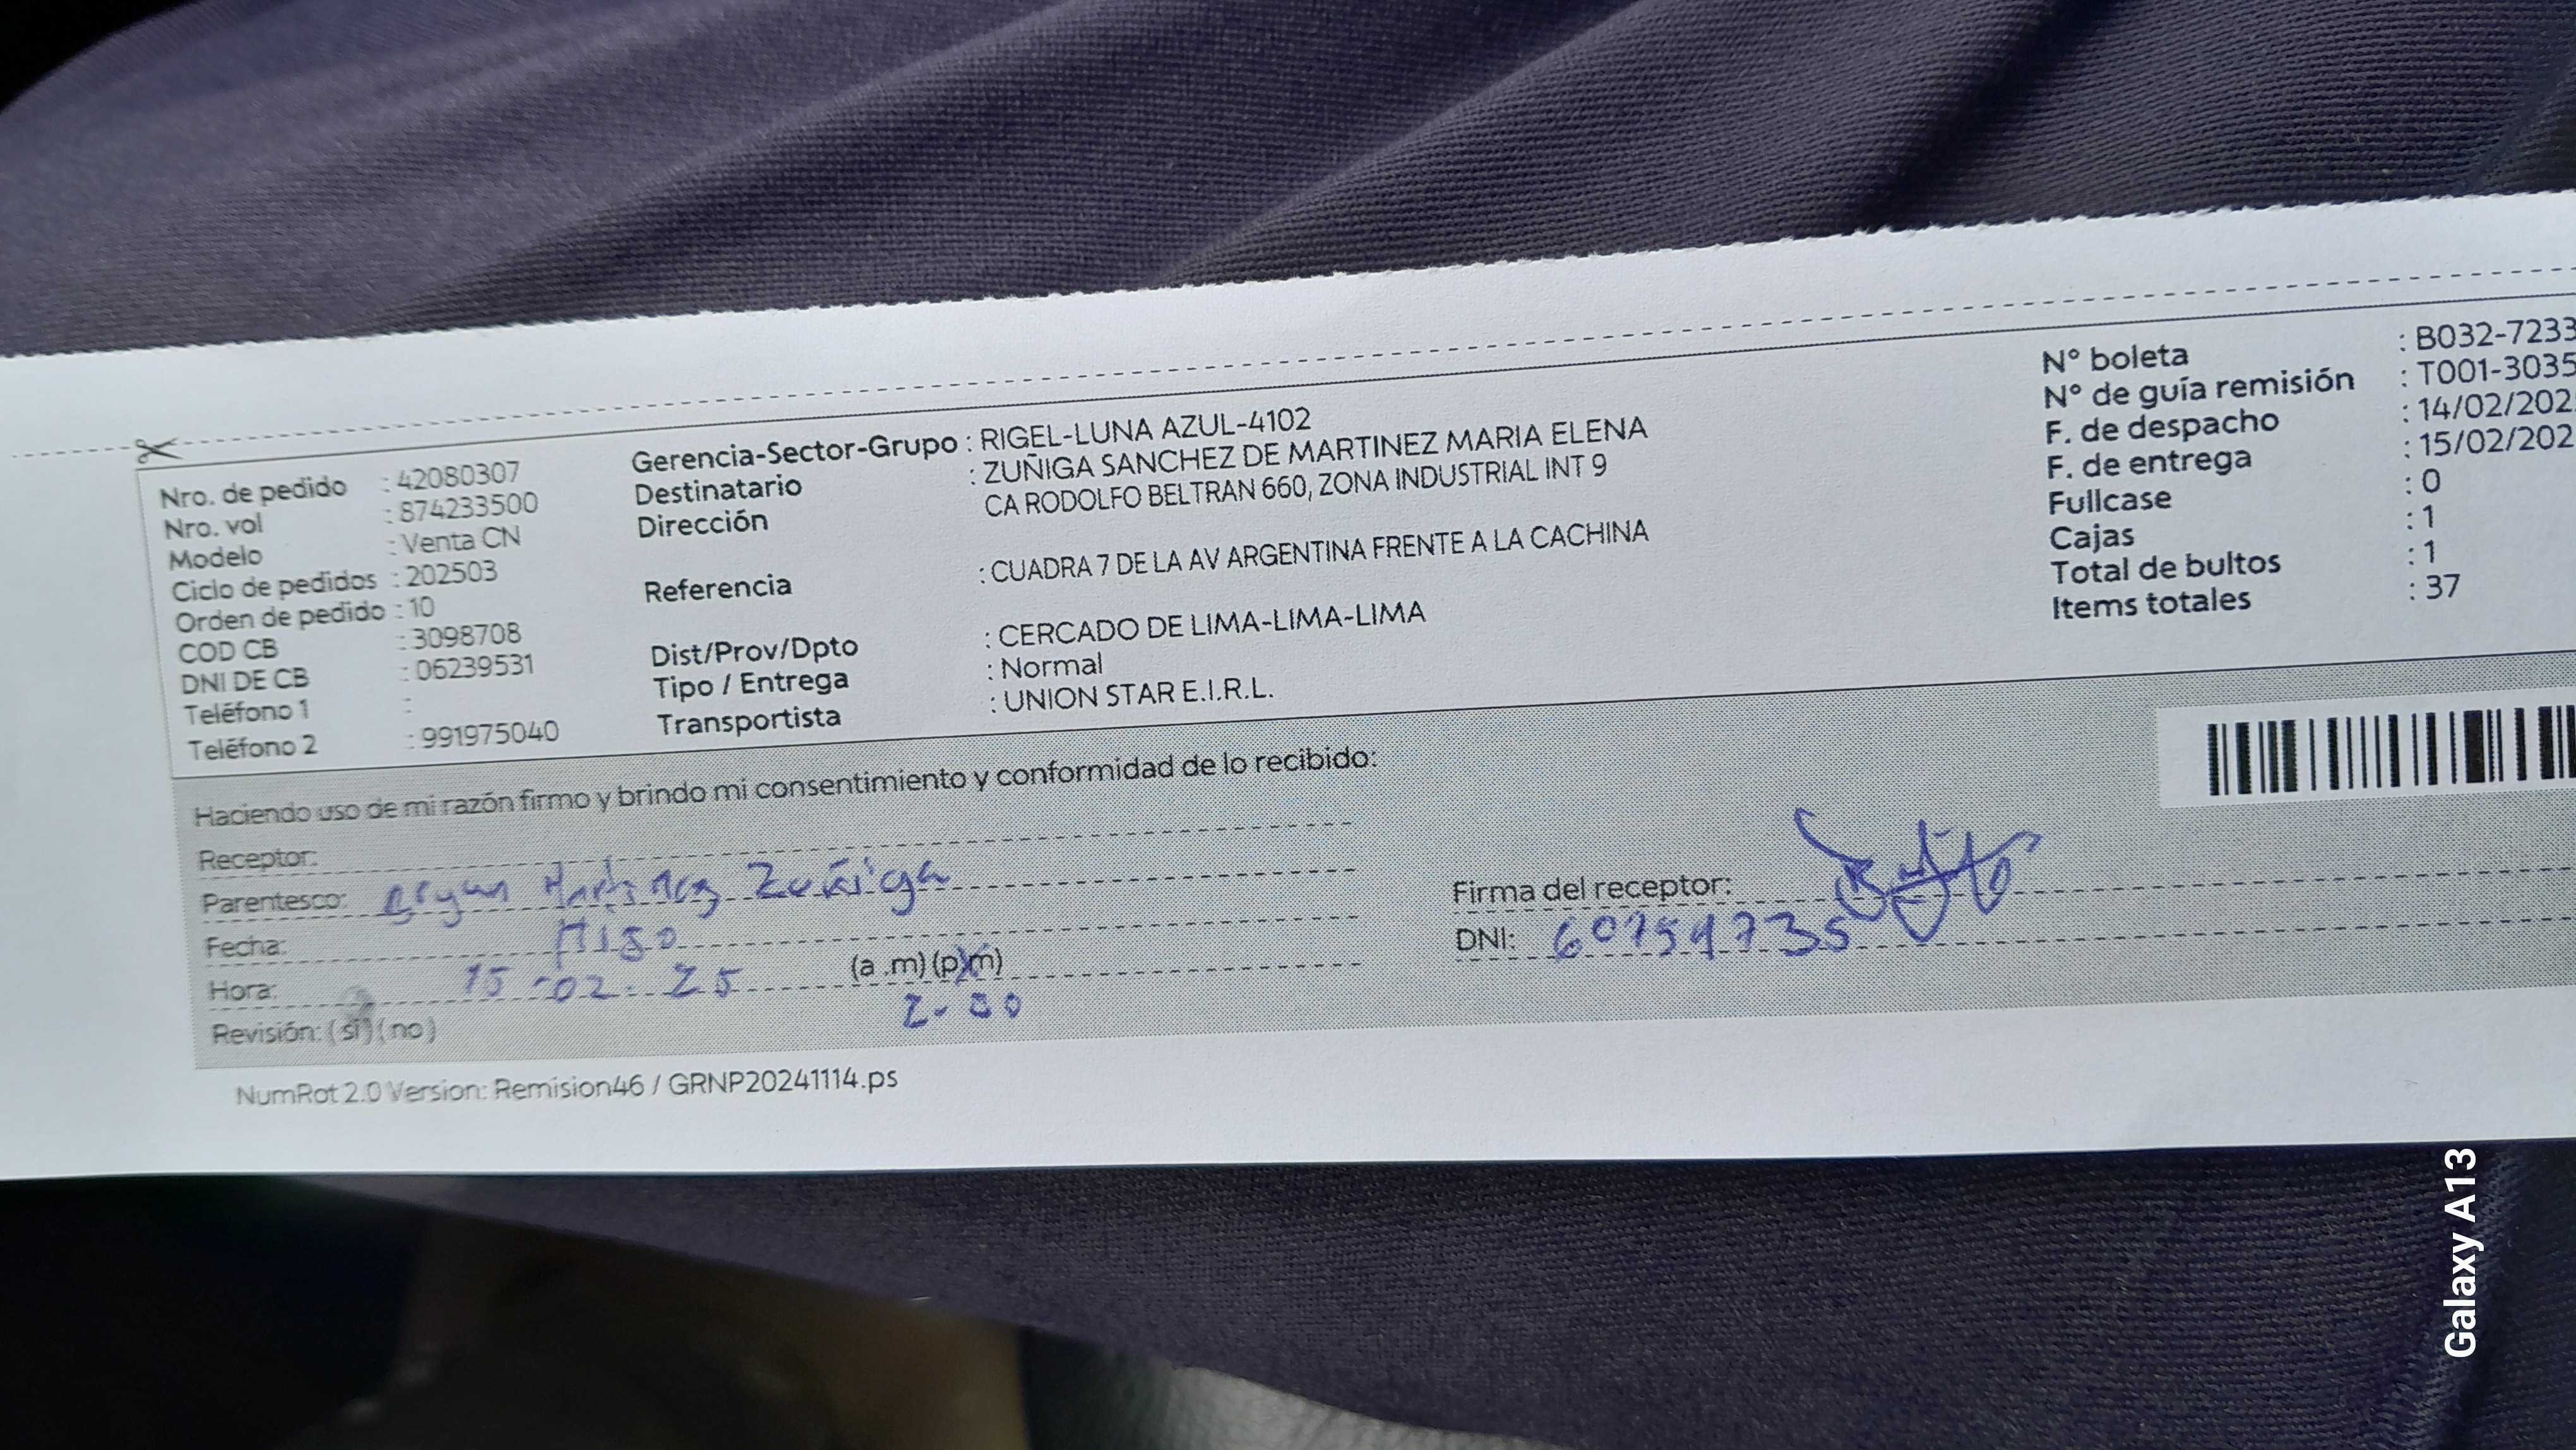 Nro. de pedido : 42080307
Nro. vol : 874233500
Modelo : Venta CN
Ciclo de pedidos : 202503
Orden de pedido : 10
COD CB : 3098708
DNI DE CB : 06239531
Teléfono 1 :
Teléfono 2 : 991975040
Gerencia-Sector-Grupo : RIGEL-LUNA AZUL-4102
Destinatario : ZUÑIGA SANCHEZ DE MARTINEZ MARIA ELENA
Dirección CA RODOLFO BELTRAN 660, ZONA INDUSTRIAL INT 9
Referencia : CUADRA 7 DE LA AV ARGENTINA FRENTE A LA CACHINA
Dist/Prov/Dpto : CERCADO DE LIMA-LIMA-LIMA
Tipo / Entrega : Normal
Transportista : UNION STAR E.I.R.L.
N° boleta : B032-7233
N° de guía remisión : T001-3035
F. de despacho : 14/02/202
F. de entrega : 15/02/202
Fullcase : 0
Cajas : 1
Total de bultos : 1
Items totales : 37
Haciendo uso de mi razón firmo y brindo mi consentimiento y conformidad de lo recibido:
Receptor:
Parentesco: Bryan Martinez Zuñiga
Fecha: HIJO
Hora: 15-02-25 (a .m) (p.m)
Revisión: (si) (no)
Firma del receptor:
DNI:
NumRot 2.0 Version: Remision46 / GRNP20241114.ps
Galaxy A13